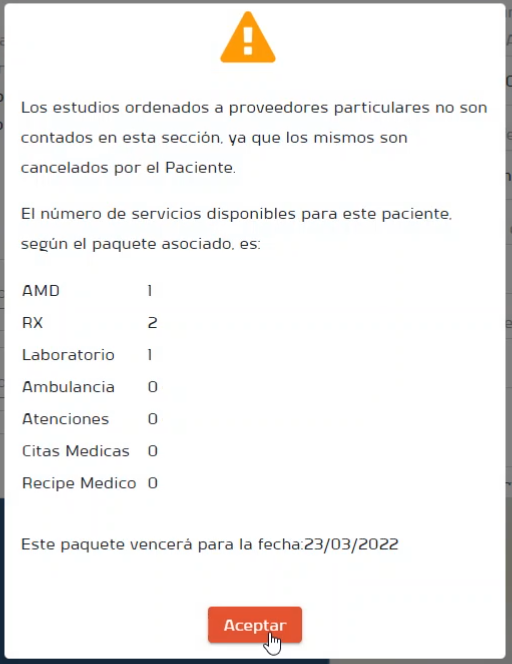 Los estudios ordenados a proveedores particulares no son
contados en esta sección, ya que los mismos son
cancelados por el Paciente.
El número de servicios disponibles para este paciente,
según el paquete asociado, es:
AMD 1
RX 2
Laboratorio 1
Ambulancia 0
Atenciones 0
Citas Medicas 0
Recipe Medico 0
Este paquete vencerá para la fecha:23/03/2022
Aceptar